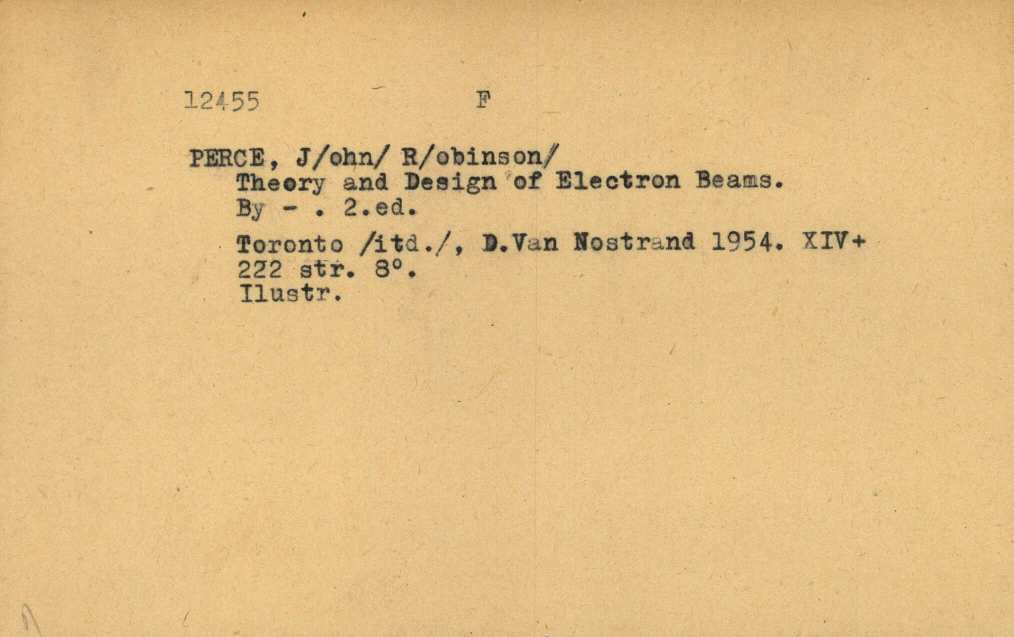 12455 F
PERCE, J/ohn/ R/obinson/
Theory and Design of Electron Beams.
By - . 2.ed.
Toronto /itd./, D.Van Nostrand 1954. XIV+
222 str. 8°.
Ilustr.